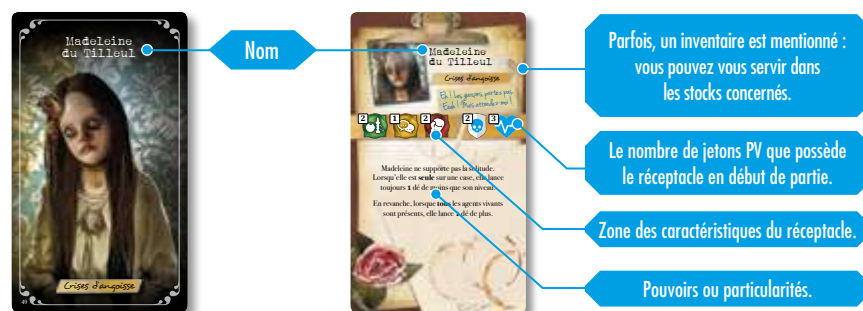 Madeleine
du Tilleul
Crises d'angoisse
49
Nom
Madeleine
du Tilleul
Crises d'angoisse
Eh ! Les gossos, partez pas
Eeeh ! Mais attendez-moi !
2
1
2
2
3
Madeleine ne supporte pas la solitude.
Lorsqu'elle est seule sur une case, elle lance
toujours 1 dé de moins que son niveau.
En revanche, lorsque tous les agents vivants
sont présents, elle lance 1 dé de plus.
Parfois, un inventaire est mentionné :
vous pouvez vous servir dans
les stocks concernés.
Le nombre de jetons PV que possède
le réceptacle en début de partie.
Zone des caractéristiques du réceptacle.
Pouvoirs ou particularités.